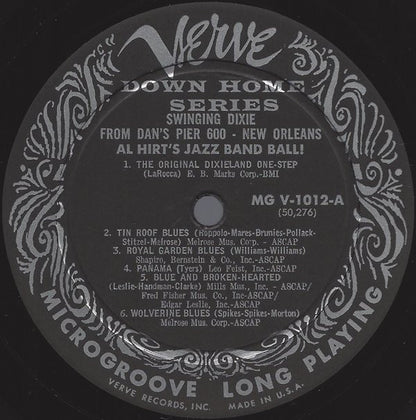 Verve
DOWN HOME
SERIES
SWINGING DIXIE
FROM DAN'S PIER 600 - NEW ORLEANS
AL HIRT'S JAZZ BAND BALL!
1. THE ORIGINAL DIXIELAND ONE-STEP
(LaRocca) E. B. Marks Corp.-BMI
MG V-1012-A
(50,276)
2. TIN ROOF BLUES (Roppolo-Mares-Brunies-Pollack-
Stitzel-Melrose) Melrose Mus. Corp. - ASCAP
3. ROYAL GARDEN BLUES (Williams-Williams)
Shapiro, Bernstein & Co., Inc.-ASCAP
4. PANAMA (Tyers) Leo Feist, Inc.-ASCAP
5. BLUE AND BROKEN-HEARTED
(Leslie-Handman-Clarke) Mills Mus., Inc. - ASCAP/
Fred Fisher Mus. Co., Inc.-ASCAP/
Edgar Leslie, Inc.-ASCAP
6. WOLVERINE BLUES (Spikes-Spikes-Morton)
Melrose Mus. Corp.-ASCAP
MICROGROOVE LONG PLAYING
VERVE RECORDS, INC. MADE IN U.S.A.